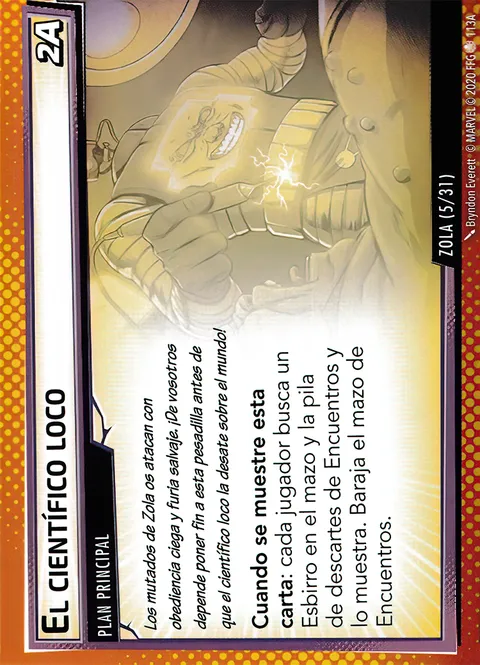 EL CIENTÍFICO LOCO
2A
PLAN PRINCIPAL
Los mutados de Zola os atacan con
obediencia ciega y furia salvaje. ¡De vosotros
depende poner fin a esta pesadilla antes de
que el científico loco la desate sobre el mundo!
Cuando se muestre esta
carta: cada jugador busca un
Esbirro en el mazo y la pila
de descartes de Encuentros y
lo muestra. Baraja el mazo de
Encuentros.
ZOLA (5/31)
Bryndon Everett © MARVEL © 2020 FFG 113A